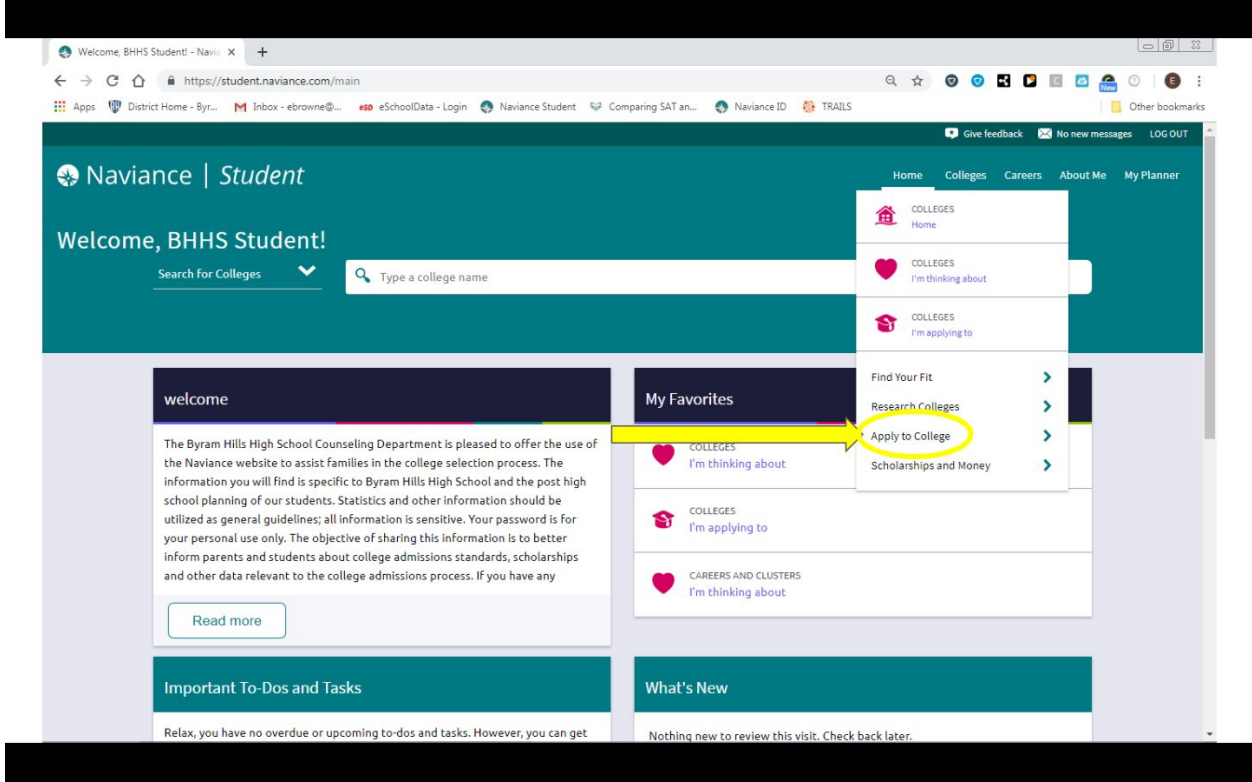 Welcome, BHHS Student! - Navia
https://student.naviance.com/main
New
E
Apps
District Home - Byr...
Inbox - ebrowne@...
esD eSchoolData - Login
Naviance Student
Comparing SAT an...
Naviance ID
TRAILS
Other bookmarks
Give feedback
No new messages
LOG OUT
Naviance | Student
Home
Colleges
Careers
About Me
My Planner
Welcome, BHHS Student!
Search for Colleges
Type a college name
COLLEGES
Home
COLLEGES
I'm thinking about
COLLEGES
I'm applying to
Find Your Fit
Research Colleges
Apply to College
Scholarships and Money
welcome
The Byram Hills High School Counseling Department is pleased to offer the use of
the Naviance website to assist families in the college selection process. The
information you will find is specific to Byram Hills High School and the post high
school planning of our students. Statistics and other information should be
utilized as general guidelines; all information is sensitive. Your password is for
your personal use only. The objective of sharing this information is to better
inform parents and students about college admissions standards, scholarships
and other data relevant to the college admissions process. If you have any
Read more
My Favorites
COLLEGES
I'm thinking about
COLLEGES
I'm applying to
CAREERS AND CLUSTERS
I'm thinking about
Important To-Dos and Tasks
Relax, you have no overdue or upcoming to-dos and tasks. However, you can get
What's New
Nothing new to review this visit. Check back later.